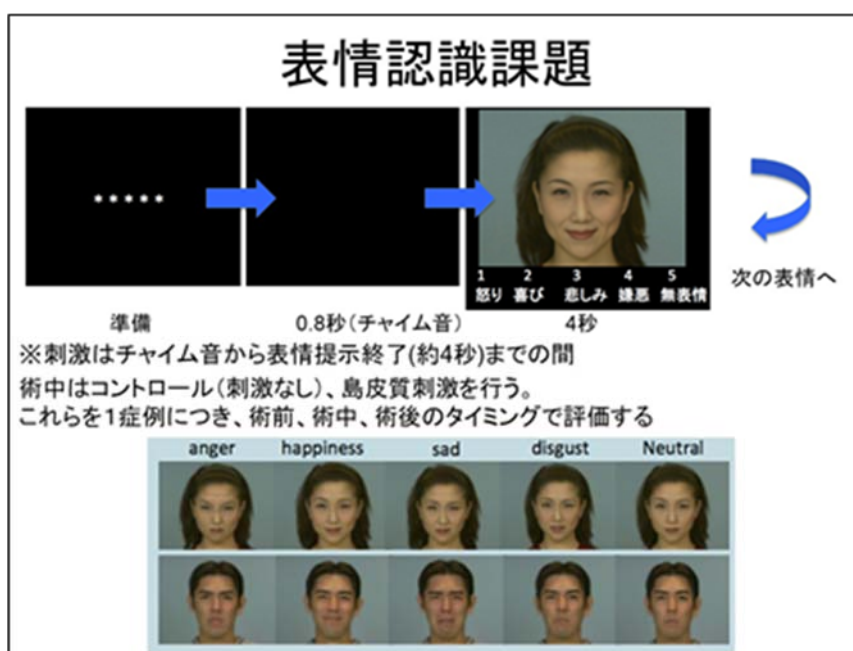 表情認識課題
*****
1 2 3 4 5
怒り 喜び 悲しみ 嫌悪 無表情
次の表情へ
準備 0.8秒(チャイム音) 4秒
※刺激はチャイム音から表情提示終了(約4秒)までの間
術中はコントロール(刺激なし)、島皮質刺激を行う。
これらを1症例につき、術前、術中、術後のタイミングで評価する
anger happiness sad disgust Neutral